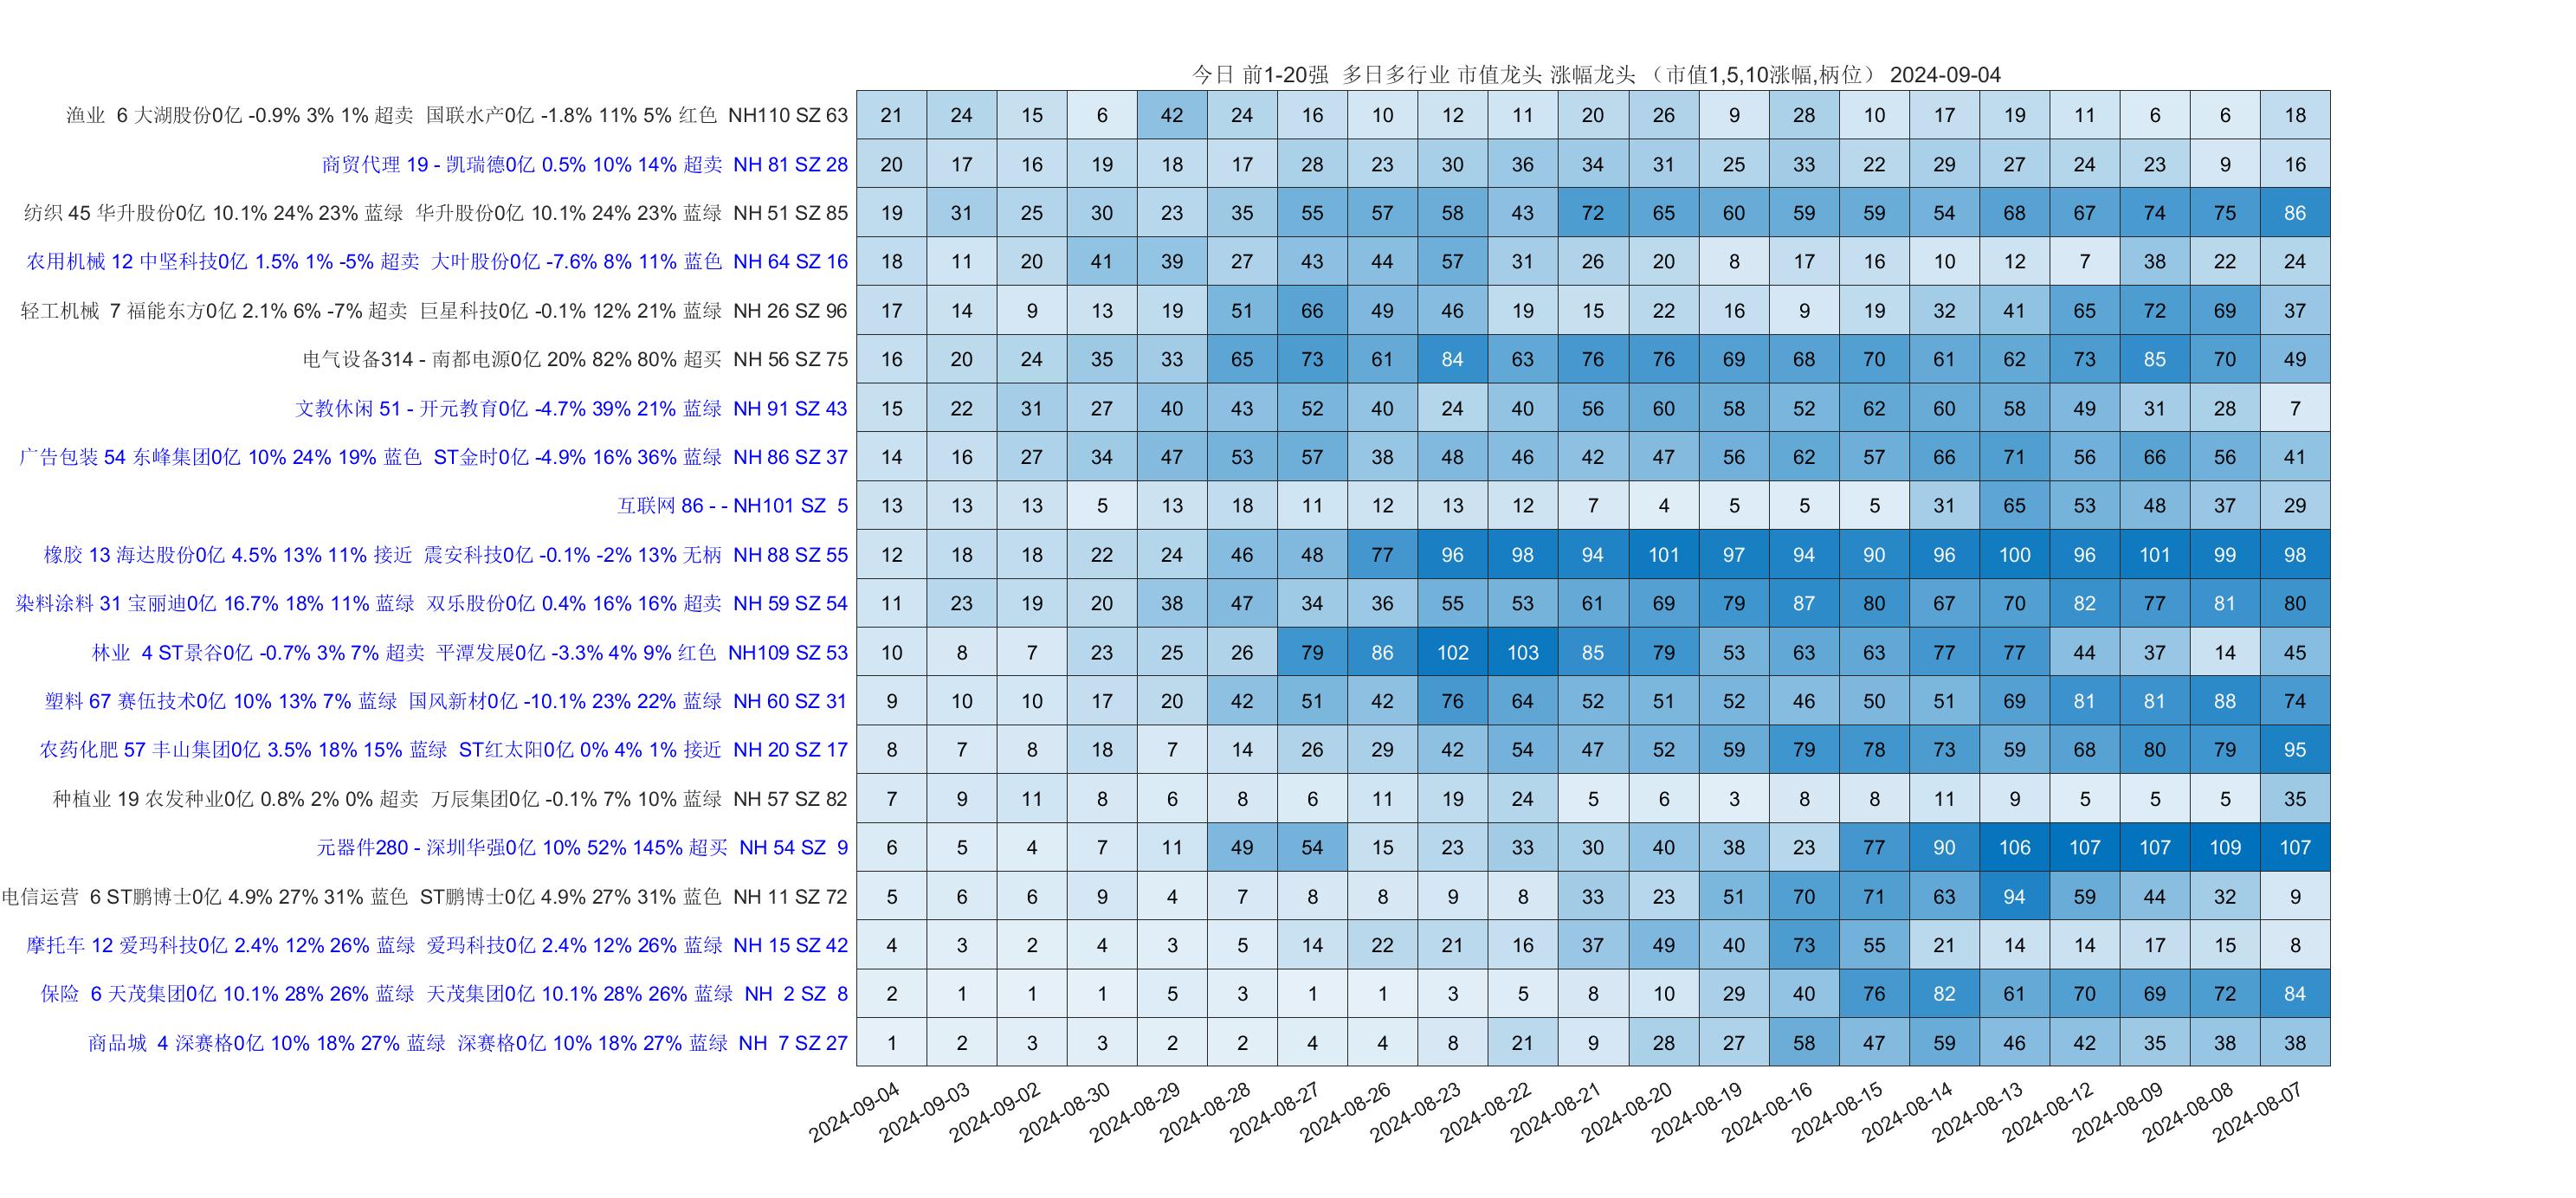 今日 前1-20强 多日多行业 市值龙头 涨幅龙头 （市值1,5,10涨幅,柄位） 2024-09-04
渔业 6 大湖股份0亿 -0.9% 3% 1% 超卖 国联水产0亿 -1.8% 11% 5% 红色 NH110 SZ 63 21 24 15 6 42 24 16 10 12 11 20 26 9 28 10 17 19 11 6 6 18
商贸代理 19 - 凯瑞德0亿 0.5% 10% 14% 超卖 NH 81 SZ 28 20 17 16 19 18 17 28 23 30 36 34 31 25 33 22 29 27 24 23 9 16
纺织 45 华升股份0亿 10.1% 24% 23% 蓝绿 华升股份0亿 10.1% 24% 23% 蓝绿 NH 51 SZ 85 19 31 25 30 23 35 55 57 58 43 72 65 60 59 59 54 68 67 74 75 86
农用机械 12 中坚科技0亿 1.5% 1% -5% 超卖 大叶股份0亿 -7.6% 8% 11% 蓝色 NH 64 SZ 16 18 11 20 41 39 27 43 44 57 31 26 20 8 17 16 10 12 7 38 22 24
轻工机械 7 福能东方0亿 2.1% 6% -7% 超卖 巨星科技0亿 -0.1% 12% 21% 蓝绿 NH 26 SZ 96 17 14 9 13 19 51 66 49 46 19 15 22 16 9 19 32 41 65 72 69 37
电气设备314 - 南都电源0亿 20% 82% 80% 超买 NH 56 SZ 75 16 20 24 35 33 65 73 61 84 63 76 76 69 68 70 61 62 73 85 70 49
文教休闲 51 - 开元教育0亿 -4.7% 39% 21% 蓝绿 NH 91 SZ 43 15 22 31 27 40 43 52 40 24 40 56 60 58 52 62 60 58 49 31 28 7
广告包装 54 东峰集团0亿 10% 24% 19% 蓝色 ST金时0亿 -4.9% 16% 36% 蓝绿 NH 86 SZ 37 14 16 27 34 47 53 57 38 48 46 42 47 56 62 57 66 71 56 66 56 41
互联网 86 - - NH101 SZ 5 13 13 13 5 13 18 11 12 13 12 7 4 5 5 5 31 65 53 48 37 29
橡胶 13 海达股份0亿 4.5% 13% 11% 接近 震安科技0亿 -0.1% -2% 13% 无柄 NH 88 SZ 55 12 18 18 22 24 46 48 77 96 98 94 101 97 94 90 96 100 96 101 99 98
染料涂料 31 宝丽迪0亿 16.7% 18% 11% 蓝绿 双乐股份0亿 0.4% 16% 16% 超卖 NH 59 SZ 54 11 23 19 20 38 47 34 36 55 53 61 69 79 87 80 67 70 82 77 81 80
林业 4 ST景谷0亿 -0.7% 3% 7% 超卖 平潭发展0亿 -3.3% 4% 9% 红色 NH109 SZ 53 10 8 7 23 25 26 79 86 102 103 85 79 53 63 63 77 77 44 37 14 45
塑料 67 赛伍技术0亿 10% 13% 7% 蓝绿 国风新材0亿 -10.1% 23% 22% 蓝绿 NH 60 SZ 31 9 10 10 17 20 42 51 42 76 64 52 51 52 46 50 51 69 81 81 88 74
农药化肥 57 丰山集团0亿 3.5% 18% 15% 蓝绿 ST红太阳0亿 0% 4% 1% 接近 NH 20 SZ 17 8 7 8 18 7 14 26 29 42 54 47 52 59 79 78 73 59 68 80 79 95
种植业 19 农发种业0亿 0.8% 2% 0% 超卖 万辰集团0亿 -0.1% 7% 10% 蓝绿 NH 57 SZ 82 7 9 11 8 6 8 6 11 19 24 5 6 3 8 8 11 9 5 5 5 35
元器件280 - 深圳华强0亿 10% 52% 145% 超买 NH 54 SZ 9 6 5 4 7 11 49 54 15 23 33 30 40 38 23 77 90 106 107 107 109 107
电信运营 6 ST鹏博士0亿 4.9% 27% 31% 蓝色 ST鹏博士0亿 4.9% 27% 31% 蓝色 NH 11 SZ 72 5 6 6 9 4 7 8 8 9 8 33 23 51 70 71 63 94 59 44 32 9
摩托车 12 爱玛科技0亿 2.4% 12% 26% 蓝绿 爱玛科技0亿 2.4% 12% 26% 蓝绿 NH 15 SZ 42 4 3 2 4 3 5 14 22 21 16 37 49 40 73 55 21 14 14 17 15 8
保险 6 天茂集团0亿 10.1% 28% 26% 蓝绿 天茂集团0亿 10.1% 28% 26% 蓝绿 NH 2 SZ 8 2 1 1 1 5 3 1 1 3 5 8 10 29 40 76 82 61 70 69 72 84
商品城 4 深赛格0亿 10% 18% 27% 蓝绿 深赛格0亿 10% 18% 27% 蓝绿 NH 7 SZ 27 1 2 3 3 2 2 4 4 8 21 9 28 27 58 47 59 46 42 35 38 38
2024-09-04 2024-09-03 2024-09-02 2024-08-30 2024-08-29 2024-08-28 2024-08-27 2024-08-26 2024-08-23 2024-08-22 2024-08-21 2024-08-20 2024-08-19 2024-08-16 2024-08-15 2024-08-14 2024-08-13 2024-08-12 2024-08-09 2024-08-08 2024-08-07